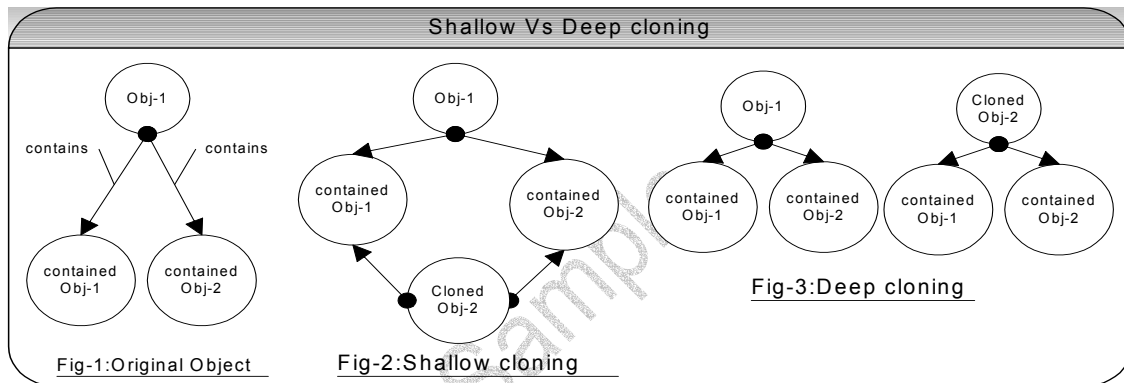 Shallow Vs Deep cloning
Obj-1
contains
contains
contained
Obj-1
contained
Obj-2
Fig-1:Original Object
Obj-1
contained
Obj-1
contained
Obj-2
Cloned
Obj-2
Fig-2:Shallow cloning
Obj-1
contained
Obj-1
contained
Obj-2
Cloned
Obj-2
contained
Obj-1
contained
Obj-2
Fig-3:Deep cloning
Sample